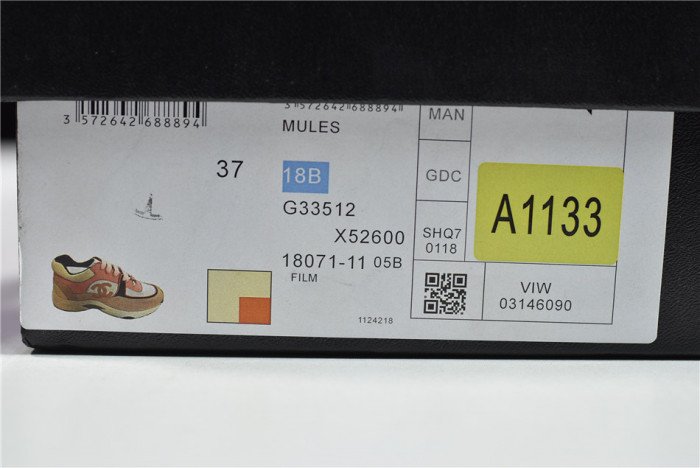 3 572642 688894
3 572642 688894
MULES
MAN
37
18B
GDC
G33512
A1133
X52600
SHQ7
0118
18071-11 05B
FILM
VIW
03146090
1124218